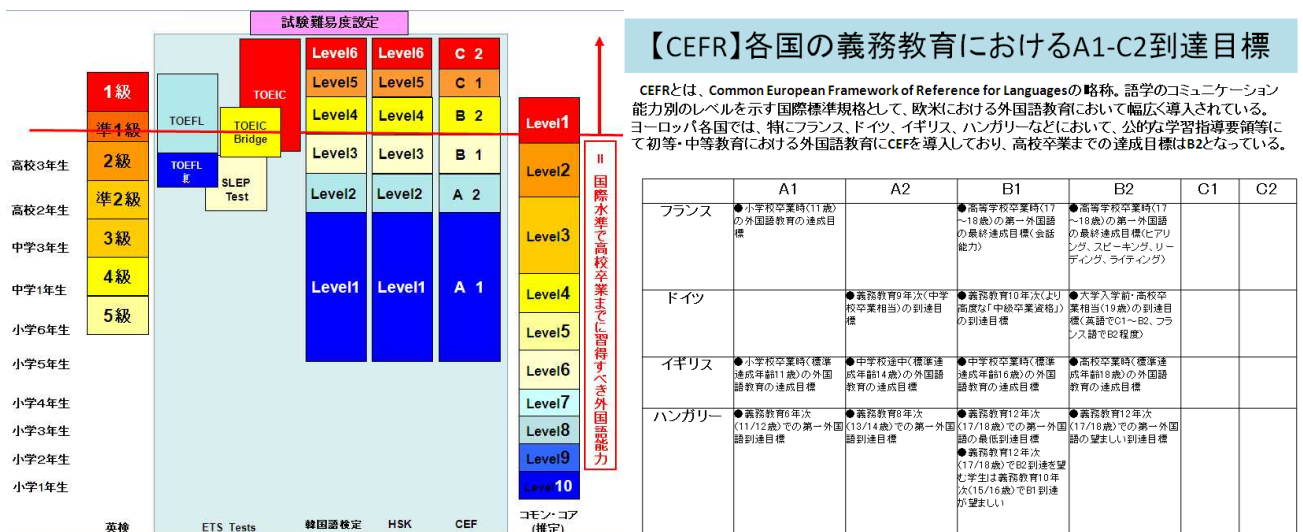 試験難易度設定
1級
準1級
2級
準2級
3級
4級
5級
高校3年生
高校2年生
中学3年生
中学1年生
小学6年生
小学5年生
小学4年生
小学3年生
小学2年生
小学1年生
英検
TOEFL
TOEFL
TOEIC
TOEIC
Bridge
SLEP
Test
ETS Tests
Level6
Level5
Level4
Level3
Level2
Level1
韓国語検定
Level6
Level5
Level4
Level3
Level2
Level1
HSK
C 2
C 1
B 2
B 1
A 2
A 1
CEF
Level1
Level2
Level3
Level4
Level5
Level6
Level7
Level8
Level9
Level10
コモン・コア
(推定)
=国際水準で高校卒業までに習得すべき外国語能力
【CEFR】各国の義務教育におけるA1-C2到達目標
CEFRとは、Common European Framework of Reference for Languagesの略称。語学のコミュニケーション
能力別のレベルを示す国際標準規格として、欧米における外国語教育において幅広く導入されている。
ヨーロッパ各国では、特にフランス、ドイツ、イギリス、ハンガリーなどにおいて、公的な学習指導要領等に
て初等・中等教育における外国語教育にCEFを導入しており、高校卒業までの達成目標はB2となっている。
A1 A2 B1 B2 C1 C2
フランス
●小学校卒業時(11歳)
の外国語教育の達成目
標
●高等学校卒業時(17
～18歳)の第一外国語
の最終達成目標(会話
能力)
●高等学校卒業時(17
～18歳)の第一外国語
の最終達成目標(ヒアリ
ング、スピーキング、リー
ディング、ライティング)
ドイツ
●義務教育9年次(中学
校卒業相当)の到達目
標
●義務教育10年次(より
高度な「中級卒業資格」)
の到達目標
●大学入学前・高校卒
業相当(19歳)の到達目
標(英語でC1～B2、フラ
ンス語でB2程度)
イギリス
●小学校卒業時(標準
達成年齢11歳)の外国
語教育の達成目標
●中学校途中(標準達
成年齢14歳)の外国語
教育の達成目標
●中学校卒業時(標準
達成年齢16歳)の外国
語教育の達成目標
●高校卒業時(標準達
成年齢18歳)の外国語
教育の達成目標
ハンガリー
●義務教育6年次
(11/12歳)での第一外国
語到達目標
●義務教育8年次
(13/14歳)での第一外国
語到達目標
●義務教育12年次
(17/18歳)での第一外国
語の最低到達目標
●義務教育12年次
(17/18歳)でB2到達を望
む学生は義務教育10年
次(15/16歳)でB1到達
が望ましい
●義務教育12年次
(17/18歳)での第一外国
語の望ましい到達目標